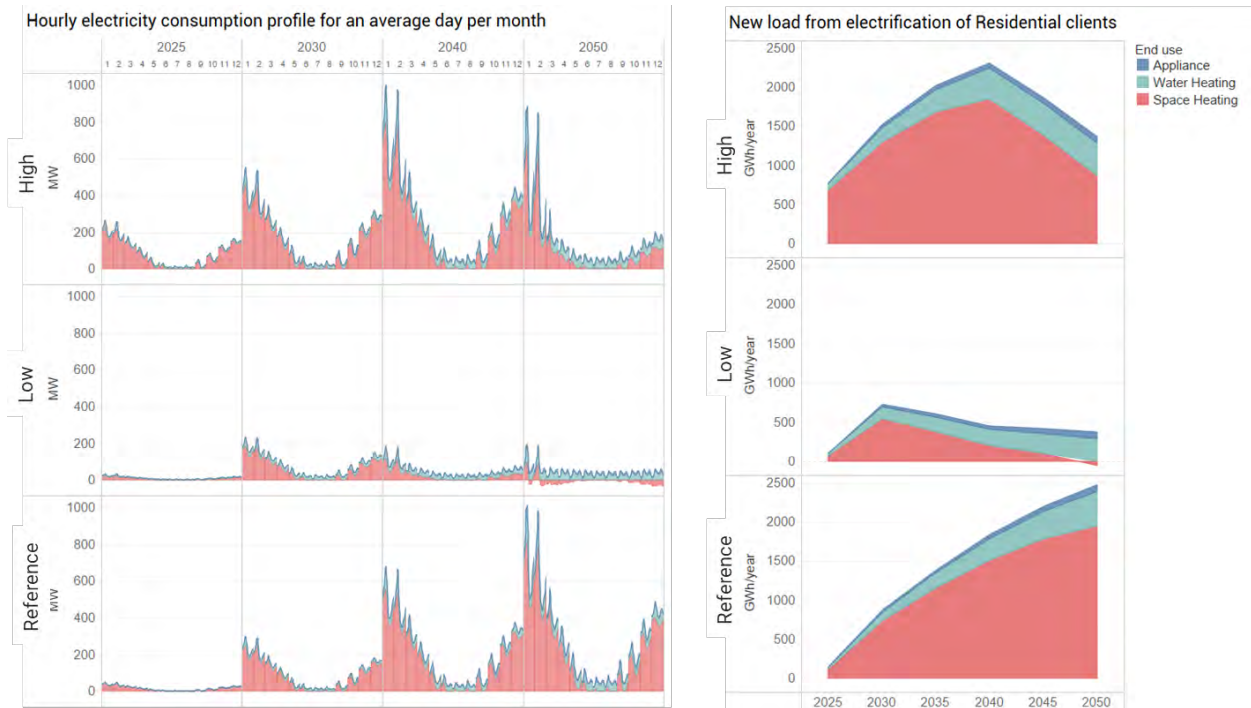 Hourly electricity consumption profile for an average day per month
2025 2030 2040 2050
1 2 3 4 5 6 7 8 9 10 11 12 1 2 3 4 5 6 7 8 9 10 11 12 1 2 3 4 5 6 7 8 9 10 11 12 1 2 3 4 5 6 7 8 9 10 11 12
High
MW
1000
800
600
400
200
0
Low
MW
1000
800
600
400
200
0
Reference
MW
1000
800
600
400
200
0
New load from electrification of Residential clients
High
GWh/year
2500
2000
1500
1000
500
0
Low
GWh/year
2500
2000
1500
1000
500
0
Reference
GWh/year
2500
2000
1500
1000
500
0
2025 2030 2035 2040 2045 2050
End use
Appliance
Water Heating
Space Heating